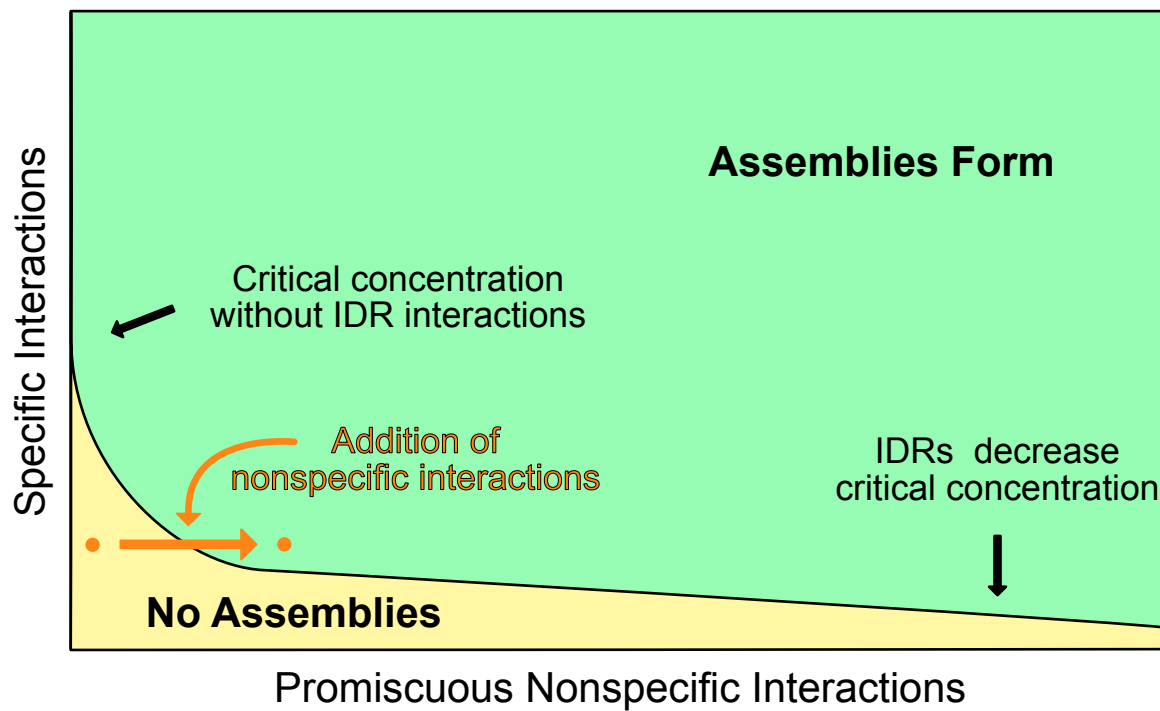 Specific Interactions
Assemblies Form
Critical concentration
without IDR interactions
Addition of
nonspecific interactions
IDRs decrease
critical concentration
No Assemblies
Promiscuous Nonspecific Interactions